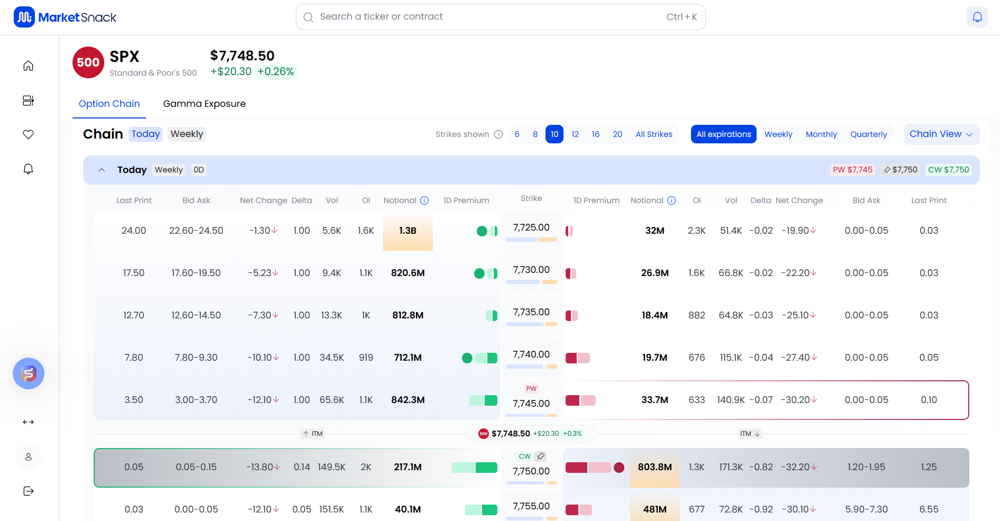 MarketSnack
Search a ticker or contract Ctrl+K
500 SPX $7,748.50
Standard & Poor's 500 +$20.30 +0.26%
Option Chain Gamma Exposure
Chain Today Weekly Strikes shown 6 8 10 12 16 20 All Strikes All expirations Weekly Monthly Quarterly Chain View
Today Weekly 0D PW $7,745 $7,750 CW $7,750
Last Print Bid Ask Net Change Delta Vol OI Notional 1D Premium Strike 1D Premium Notional OI Vol Delta Net Change Bid Ask Last Print
24.00 22.60-24.50 -1.30↓ 1.00 5.6K 1.6K 1.3B 7,725.00 32M 2.3K 51.4K -0.02 -19.90↓ 0.00-0.05 0.03
17.50 17.60-19.50 -5.23↓ 1.00 9.4K 1.1K 820.6M 7,730.00 26.9M 1.6K 66.8K -0.02 -22.20↓ 0.00-0.05 0.03
12.70 12.60-14.50 -7.30↓ 1.00 13.3K 1K 812.8M 7,735.00 18.4M 882 64.8K -0.03 -25.10↓ 0.00-0.05 0.03
7.80 7.80-9.30 -10.10↓ 1.00 34.5K 919 712.1M 7,740.00 19.7M 676 115.1K -0.04 -27.40↓ 0.00-0.05 0.05
PW
3.50 3.00-3.70 -12.10↓ 1.00 65.6K 1.1K 842.3M 7,745.00 33.7M 633 140.9K -0.07 -30.20↓ 0.00-0.05 0.10
↑ ITM 500 $7,748.50 +$20.30 +0.3% ITM ↓
CW
0.05 0.05-0.15 -13.80↓ 0.14 149.5K 2K 217.1M 7,750.00 803.8M 1.3K 171.3K -0.82 -32.20↓ 1.20-1.95 1.25
0.03 0.00-0.05 -12.10↓ 0.05 151.5K 1.1K 40.1M 7,755.00 481M 677 72.8K -0.92 -30.10↓ 5.90-7.30 6.55